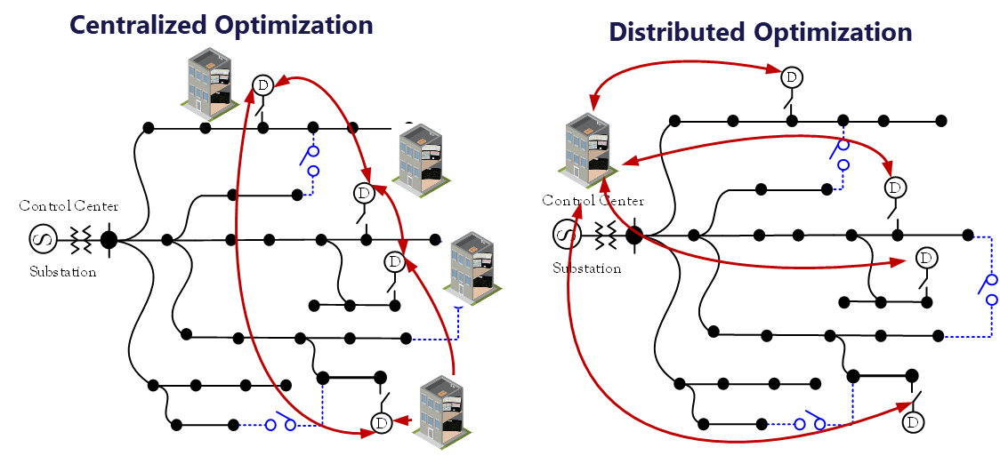 Centralized Optimization
Distributed Optimization
D
D
Control Center
S
Substation
D
D
D
Control Center
D
S
Substation
D
D